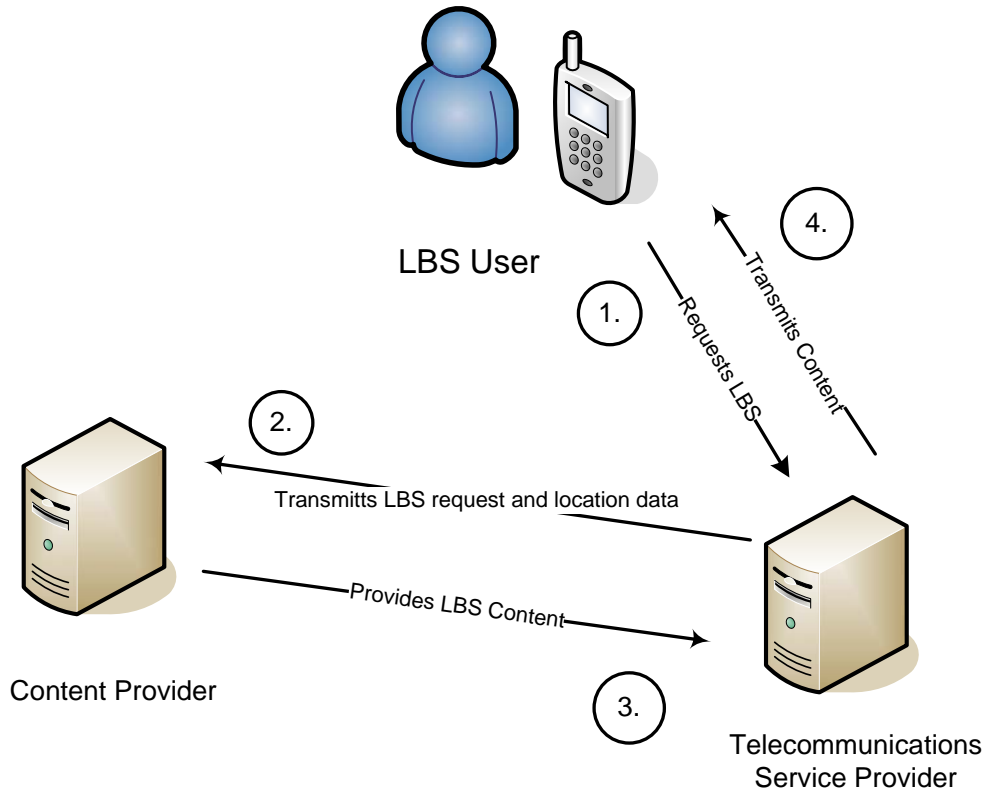 LBS User
4.
Transmits Content
1.
Requests LBS
2.
Transmitts LBS request and location data
Provides LBS Content
Content Provider
3.
Telecommunications
Service Provider